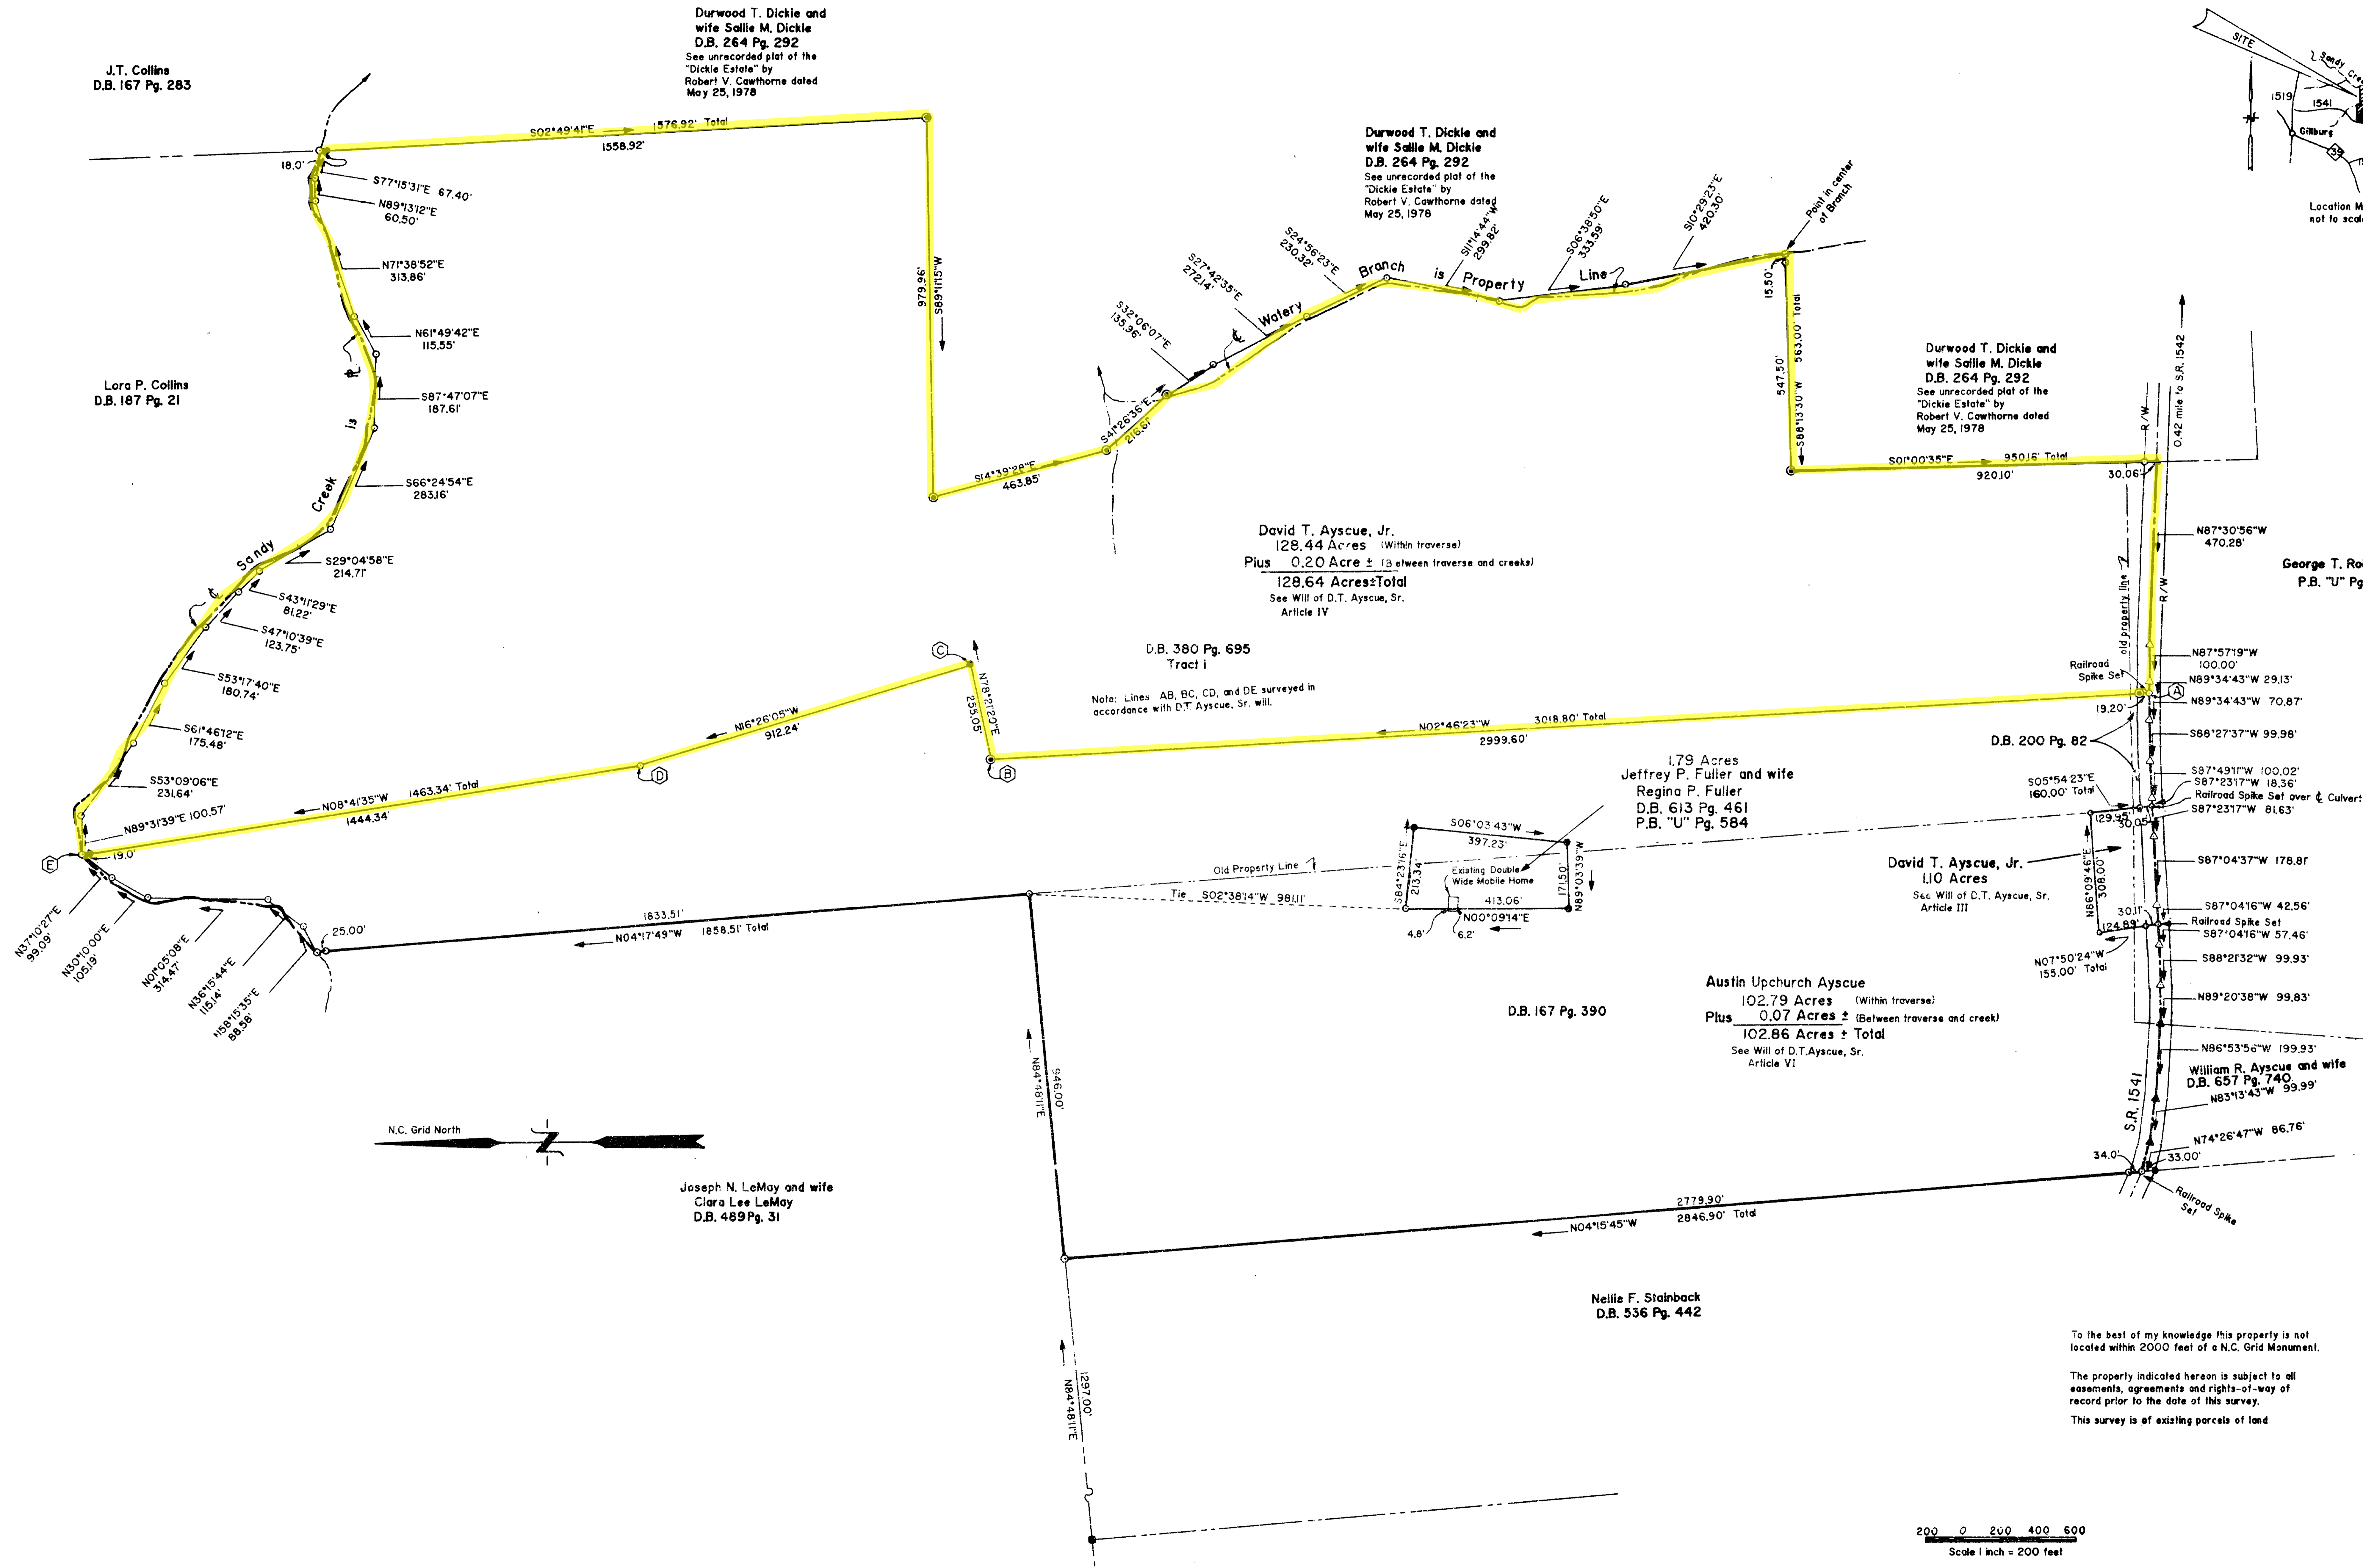 Durwood T. Dickie and
wife Sallie M. Dickie
D.B. 264 Pg. 292
See unrecorded plat of the
"Dickie Estate" by
Robert V. Cawthorne dated
May 25, 1978
J.T. Collins
D.B. 167 Pg. 283
SITE
1519
1541
Gillburg
39
N
Location M
not to scal
S02°49'41"E 1576.92' Total
1558.92'
18.0'
S77°15'31"E 67.40'
N89°13'12"E
60.50'
N71°38'52"E
313.86'
N61°49'42"E
115.55'
S87°47'07"E
187.61'
S66°24'54"E
283.16'
S29°04'58"E
214.71'
S43°11'29"E
81.22'
S47°10'39"E
123.75'
S53°17'40"E
180.74'
S61°46'12"E
175.48'
S53°09'06"E
231.64'
N89°31'39"E 100.57'
℄ Sandy Creek is ⅊
Lora P. Collins
D.B. 187 Pg. 21
979.96'
S89°11'15"W
S14°39'28"E
463.85'
S41°26'36"E
216.61'
S32°06'07"E
135.96'
S27°42'35"E
272.14'
S24°56'23"E
230.32'
S11°14'44"W
299.82'
S06°38'50"E
333.59'
S10°29'23"E
420.30'
℄ Watery Branch is Property Line
Point in center
of Branch
Durwood T. Dickie and
wife Sallie M. Dickie
D.B. 264 Pg. 292
See unrecorded plat of the
"Dickie Estate" by
Robert V. Cawthorne dated
May 25, 1978
15.50'
547.50'
S88°13'30"W 563.00' Total
Durwood T. Dickie and
wife Sallie M. Dickie
D.B. 264 Pg. 292
See unrecorded plat of the
"Dickie Estate" by
Robert V. Cawthorne dated
May 25, 1978
R/W
0.42 mile to S.R. 1542
S01°00'35"E 950.16' Total
920.10'
30.06'
old property line
R/W
N87°30'56"W
470.28'
George T. Ro
P.B. "U" Pg
David T. Ayscue, Jr.
128.44 Acres (Within traverse)
Plus 0.20 Acre ± (Between traverse and creeks)
128.64 Acres±Total
See Will of D.T. Ayscue, Sr.
Article IV
D.B. 380 Pg. 695
Tract 1
Note: Lines AB, BC, CD, and DE surveyed in
accordance with D.T. Ayscue, Sr. will.
C
N78°21'20"E
255.05'
N16°26'05"W
912.24'
D
B
N08°41'35"W 1463.34' Total
1444.34'
E
19.0'
N02°46'23"W 3018.80' Total
2999.60'
Railroad
Spike Set
A
19.20'
N87°57'19"W
100.00'
N89°34'43"W 29.13'
N89°34'43"W 70.87'
S88°27'37"W 99.98'
S87°49'11"W 100.02'
S87°23'17"W 18.36'
Railroad Spike Set over ℄ Culvert
S87°23'17"W 81.63'
S87°04'37"W 178.81'
S87°04'16"W 42.56'
Railroad Spike Set
S87°04'16"W 57.46'
S88°21'32"W 99.93'
N89°20'38"W 99.83'
N86°53'56"W 199.93'
William R. Ayscue and wife
D.B. 657 Pg. 740
N83°13'43"W 99.99'
N74°26'47"W 86.76'
33.00'
34.0'
Railroad Spike
Set
S.R. 1541
D.B. 200 Pg. 82
S05°54'23"E
160.00' Total
129.95'
30.05'
N86°09'46"E
308.00'
30.11'
124.89'
N07°50'24"W
155.00' Total
David T. Ayscue, Jr.
1.10 Acres
See Will of D.T. Ayscue, Sr.
Article III
1.79 Acres
Jeffrey P. Fuller and wife
Regina P. Fuller
D.B. 613 Pg. 461
P.B. "U" Pg. 584
S06°03'43"W
397.23'
S84°23'16"E
213.34'
Existing Double
Wide Mobile Home
171.50'
N89°03'39"W
413.06'
N00°09'14"E
4.8'
6.2'
Old Property Line
Tie S02°38'14"W 981.11'
N37°10'27"E
99.09'
N30°10'00"E
105.19'
N01°05'08"E
314.47'
N36°15'44"E
115.14'
N58°15'35"E
88.58'
25.00'
1833.51'
N04°17'49"W 1858.51' Total
D.B. 167 Pg. 390
Austin Upchurch Ayscue
102.79 Acres (Within traverse)
Plus 0.07 Acres ± (Between traverse and creek)
102.86 Acres ± Total
See Will of D.T.Ayscue, Sr.
Article VI
946.00'
N84°48'11"E
N.C. Grid North
N
Joseph N. LeMay and wife
Clara Lee LeMay
D.B. 489 Pg. 31
2779.90'
N04°15'45"W 2846.90' Total
Nellie F. Stainback
D.B. 536 Pg. 442
1297.00'
N84°48'11"E
To the best of my knowledge this property is not
located within 2000 feet of a N.C. Grid Monument.
The property indicated hereon is subject to all
easements, agreements and rights-of-way of
record prior to the date of this survey.
This survey is of existing parcels of land
200 0 200 400 600
Scale 1 inch = 200 feet